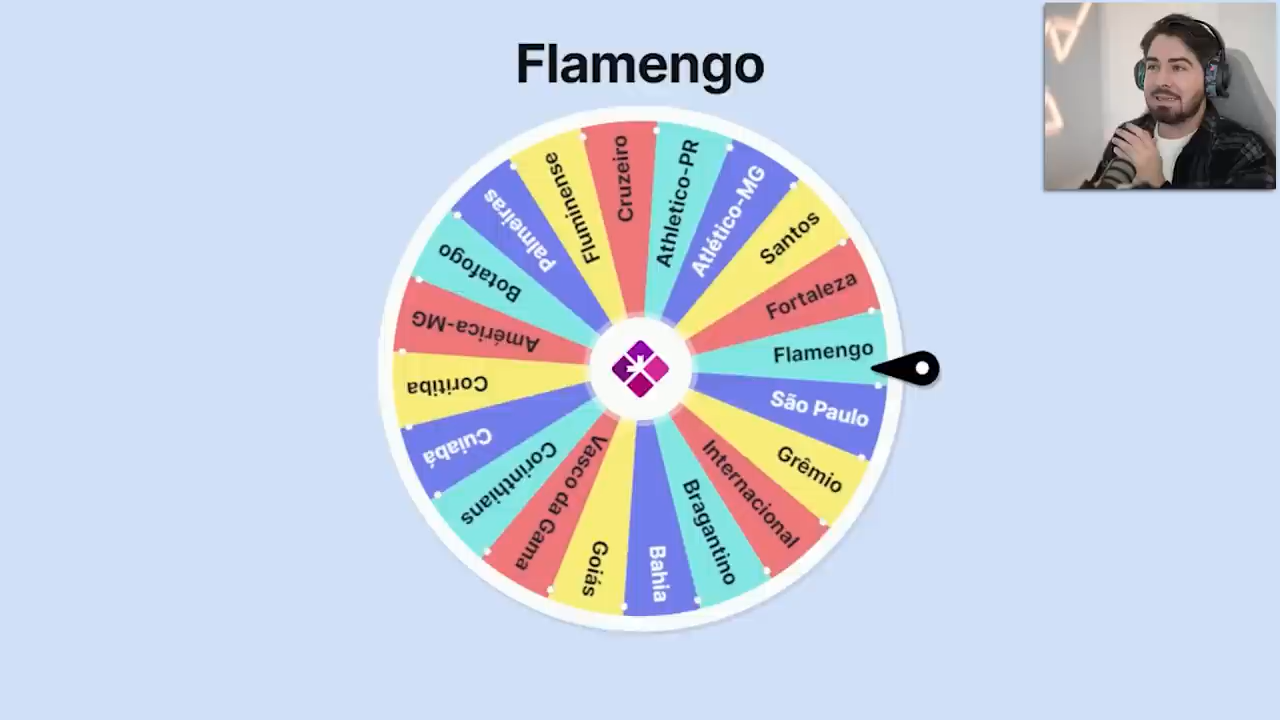 Flamengo
Cruzeiro
Athletico-PR
Atlético-MG
Santos
Fortaleza
Flamengo
São Paulo
Grêmio
Internacional
Bragantino
Bahia
Goiás
Vasco da Gama
Corinthians
Cuiabá
Coritiba
América-MG
Botafogo
Palmeiras
Fluminense